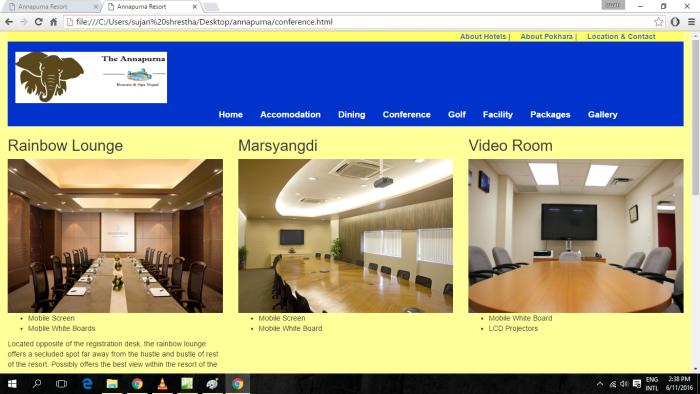 Annapurna Resort
Annapurna Resort
file:///C:/Users/sujan%20shrestha/Desktop/annapurna/conference.html
About Hotels | About Pokhara | Location & Contact
The Annapurna
Resorts & Spa Nepal
Home Accomodation Dining Conference Golf Facility Packages Gallery
Rainbow Lounge Marsyangdi Video Room
• Mobile Screen
• Mobile White Boards
• Mobile Screen
• Mobile White Board
• Mobile White Board
• LCD Projectors
Located opposite of the registration desk, the rainbow lounge
offers a secluded spot far away from the hustle and bustle of rest
of the resort. Possibly offers the best view within the resort of the
ENG
INTL
2:38 PM
6/11/2016